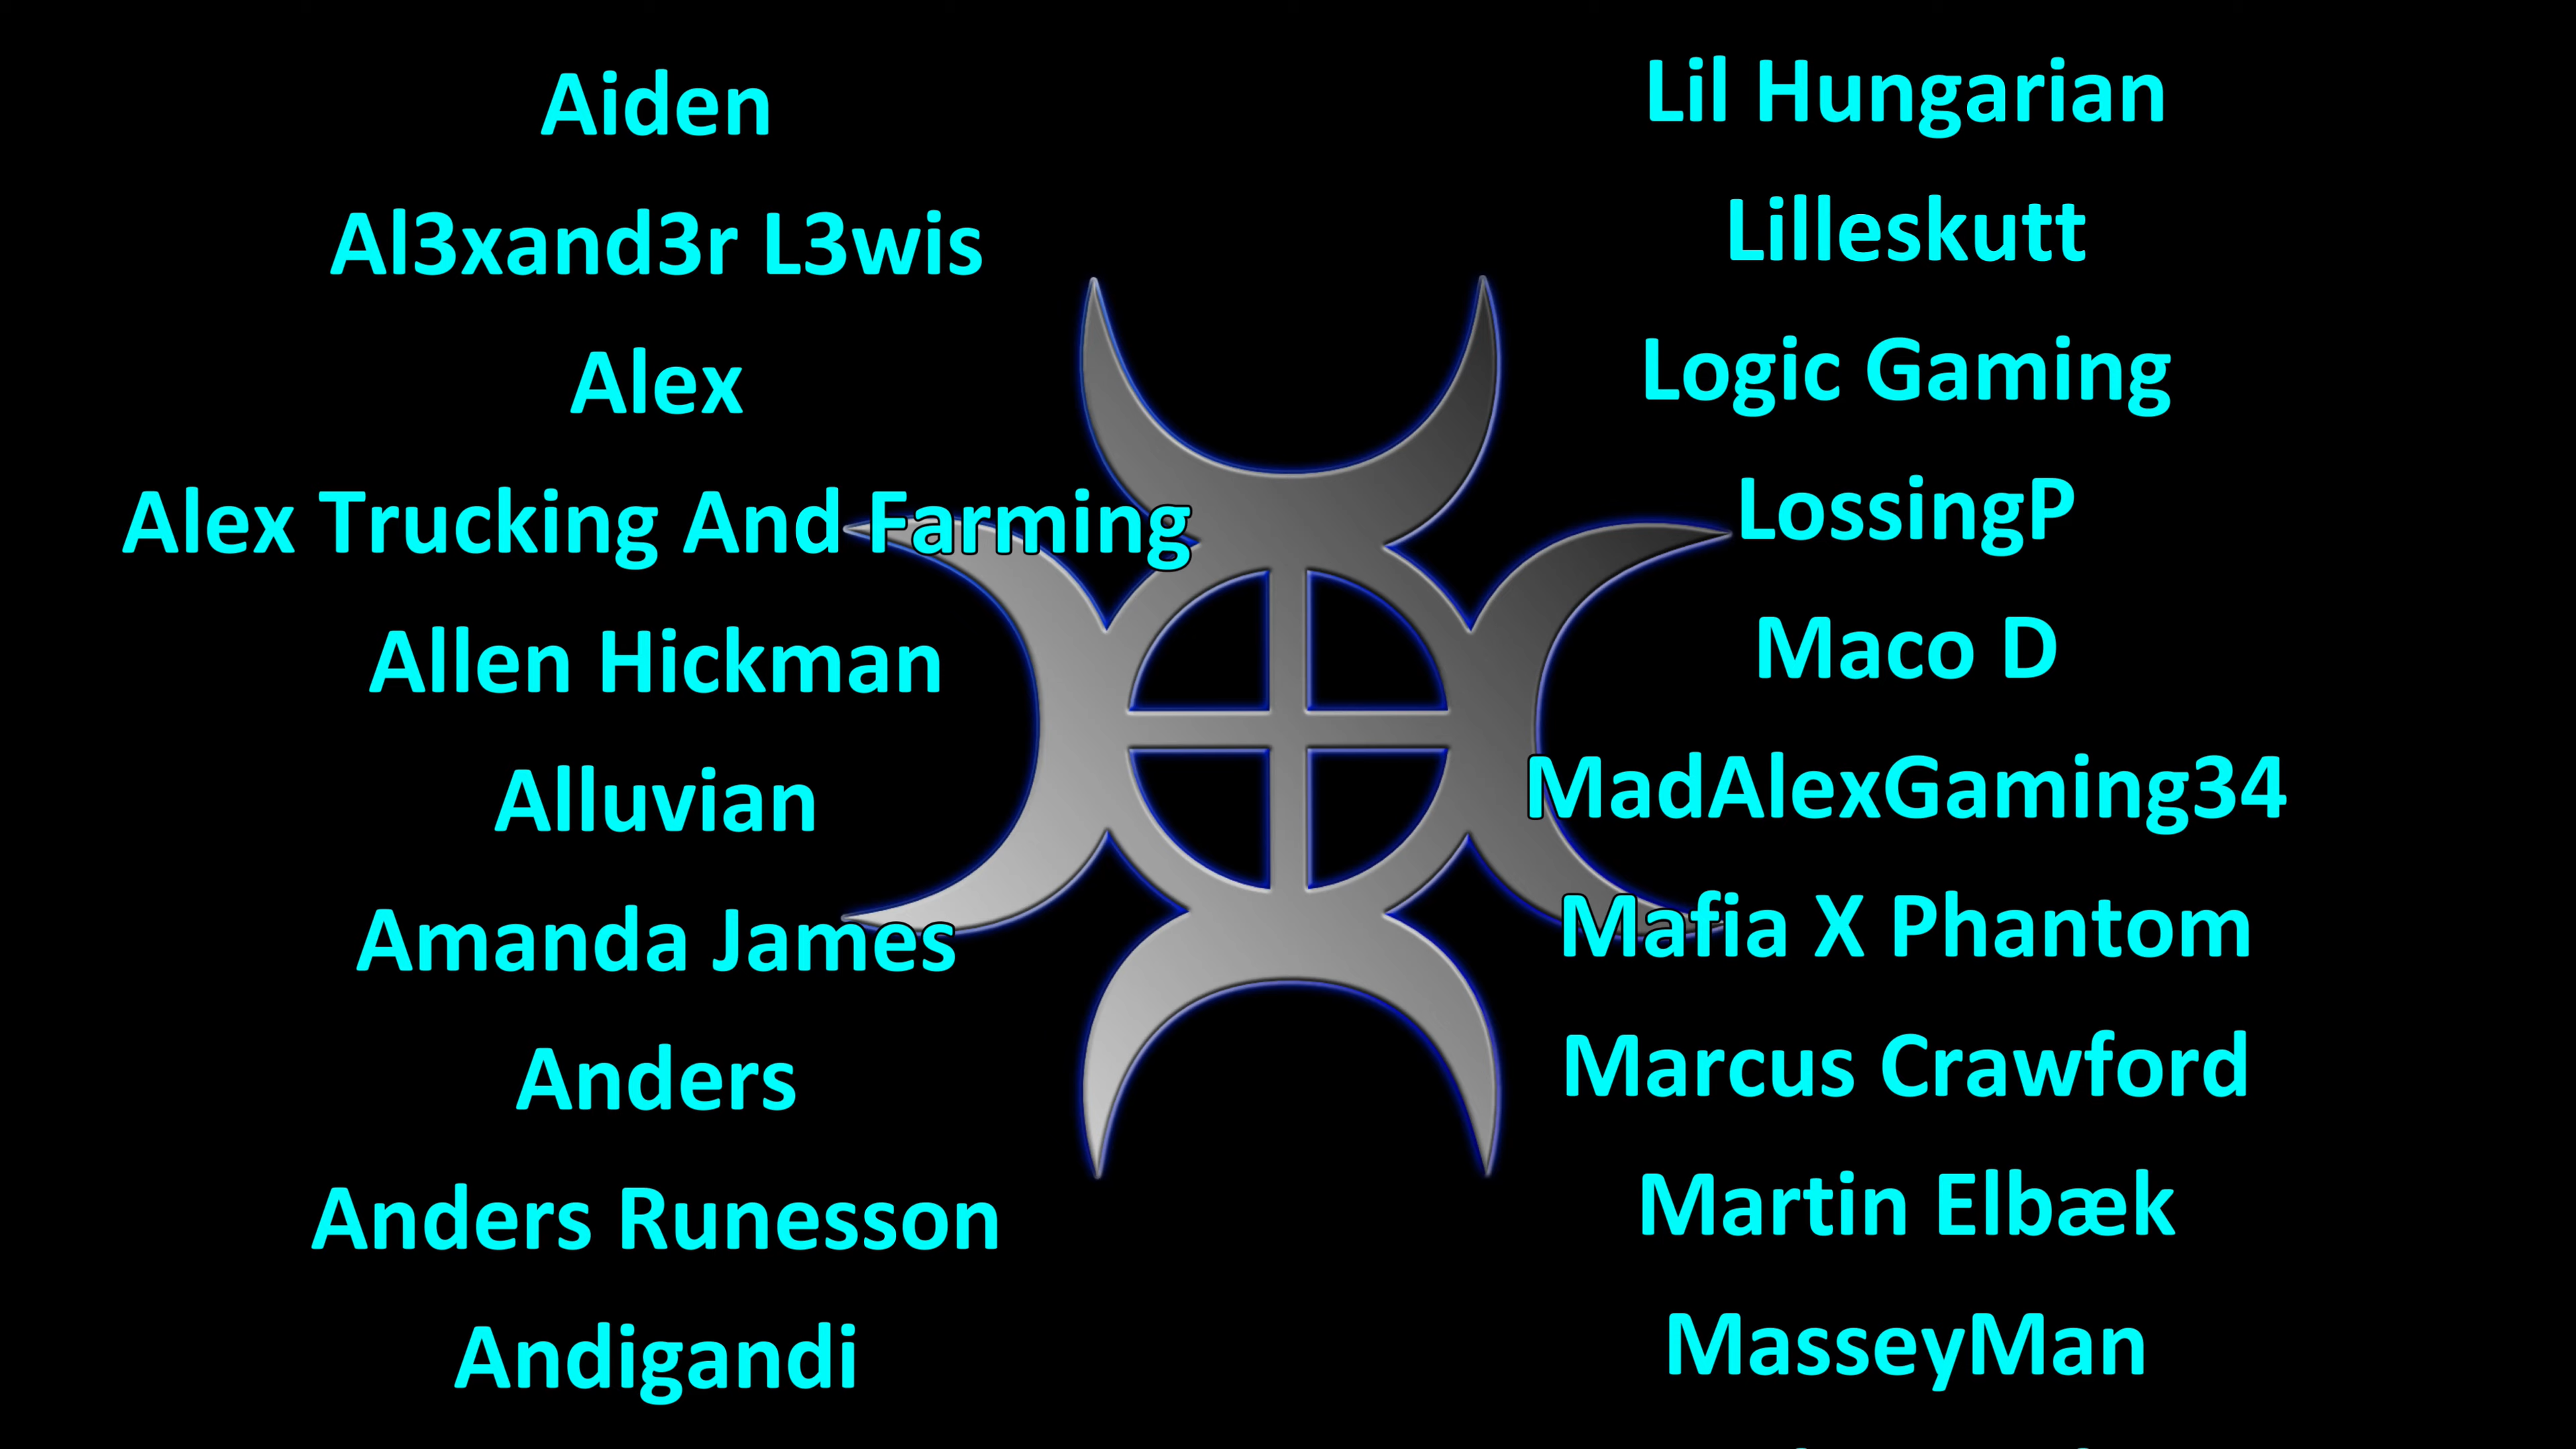 Aiden
Al3xand3r L3wis
Alex
Alex Trucking And Farming
Allen Hickman
Alluvian
Amanda James
Anders
Anders Runesson
Andigandi
Lil Hungarian
Lilleskutt
Logic Gaming
LossingP
Maco D
MadAlexGaming34
Mafia X Phantom
Marcus Crawford
Martin Elbæk
MasseyMan